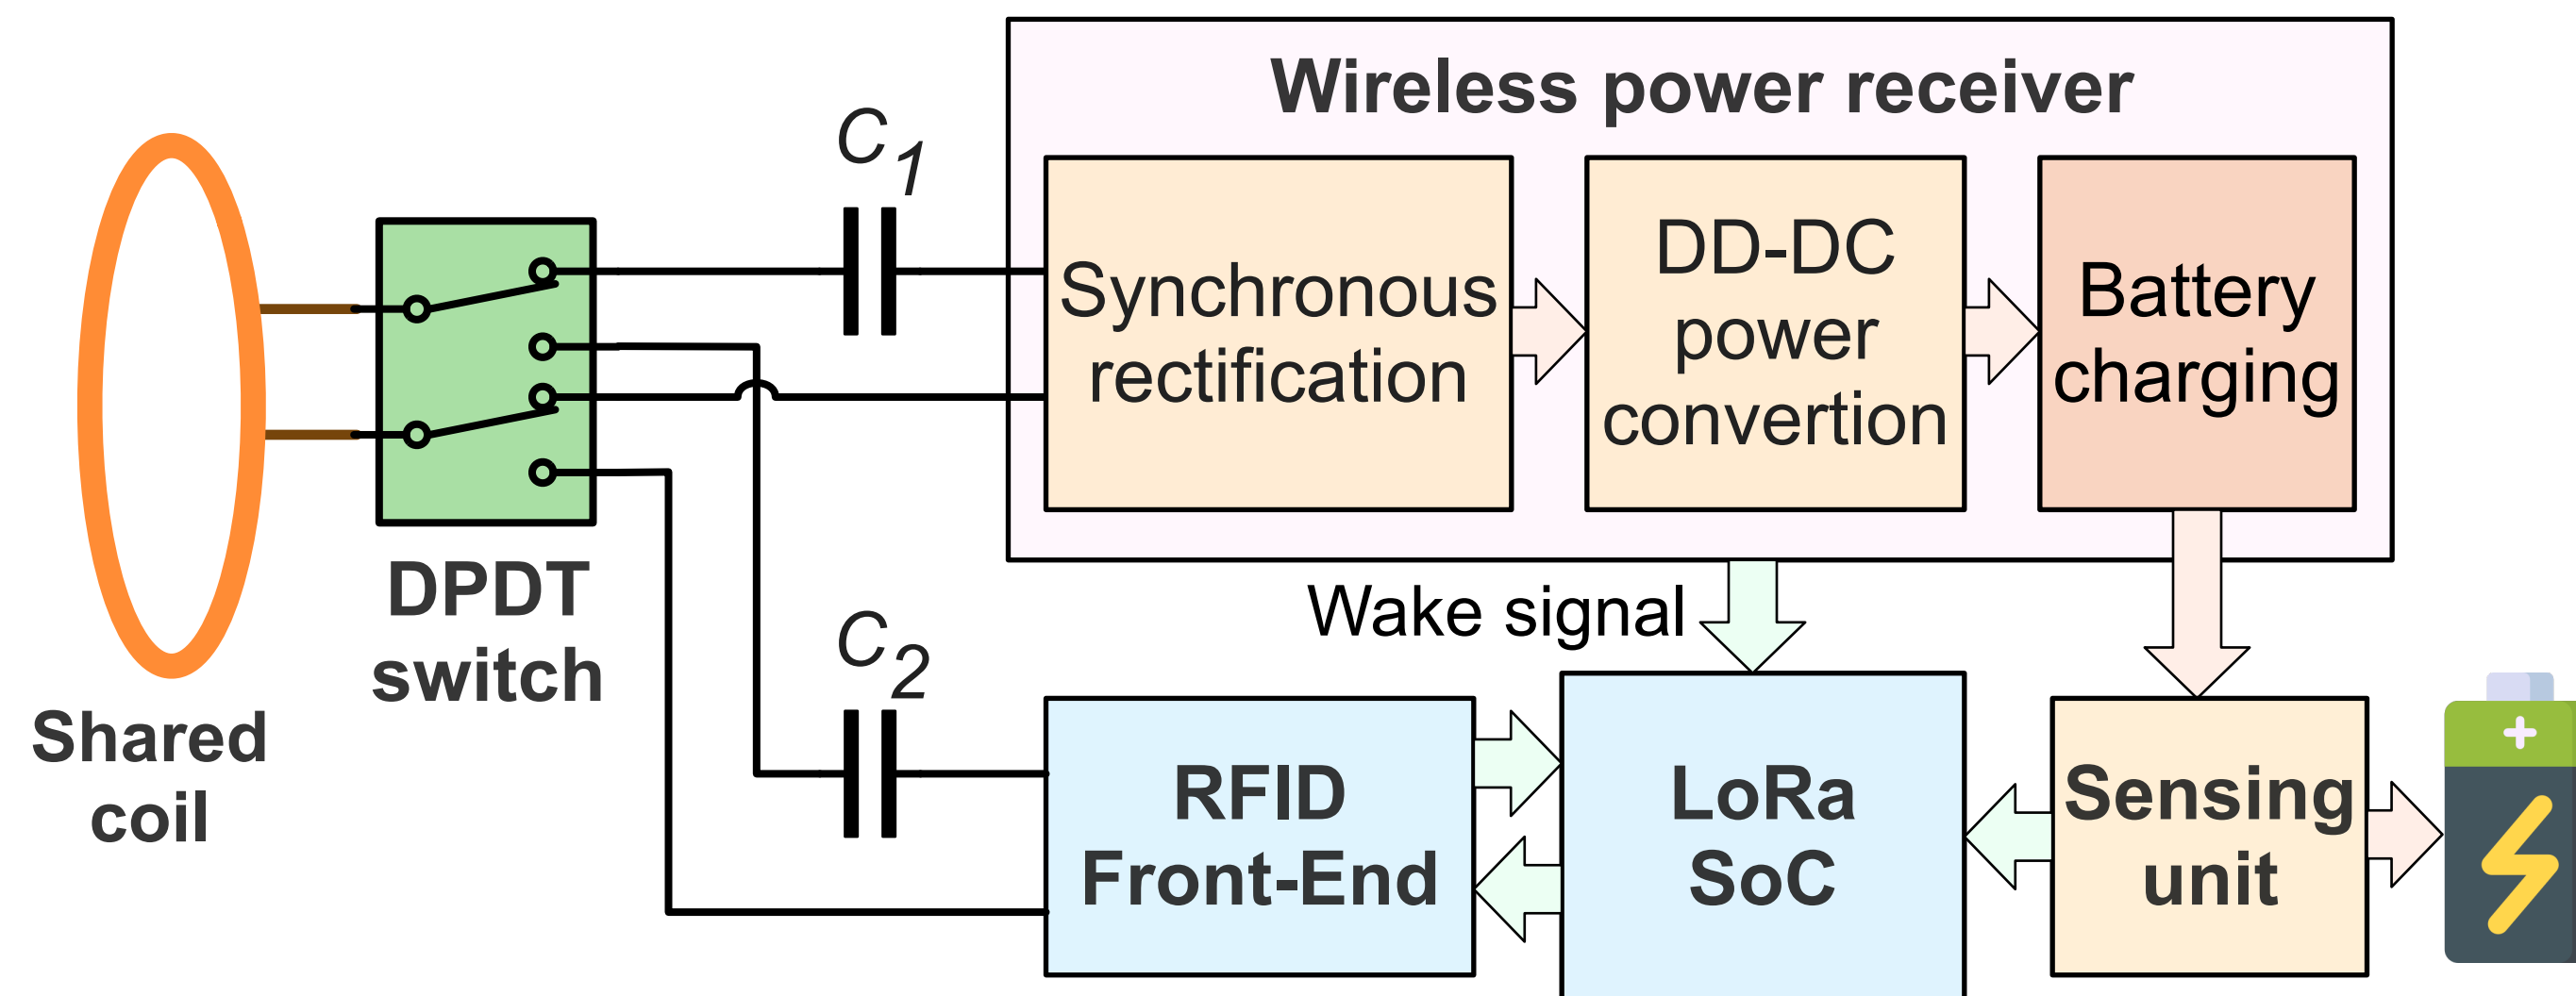 Wireless power receiver
C1
Synchronous
rectification
DD-DC
power
convertion
Battery
charging
DPDT
switch
Shared
coil
Wake signal
C2
RFID
Front-End
LoRa
SoC
Sensing
unit
+